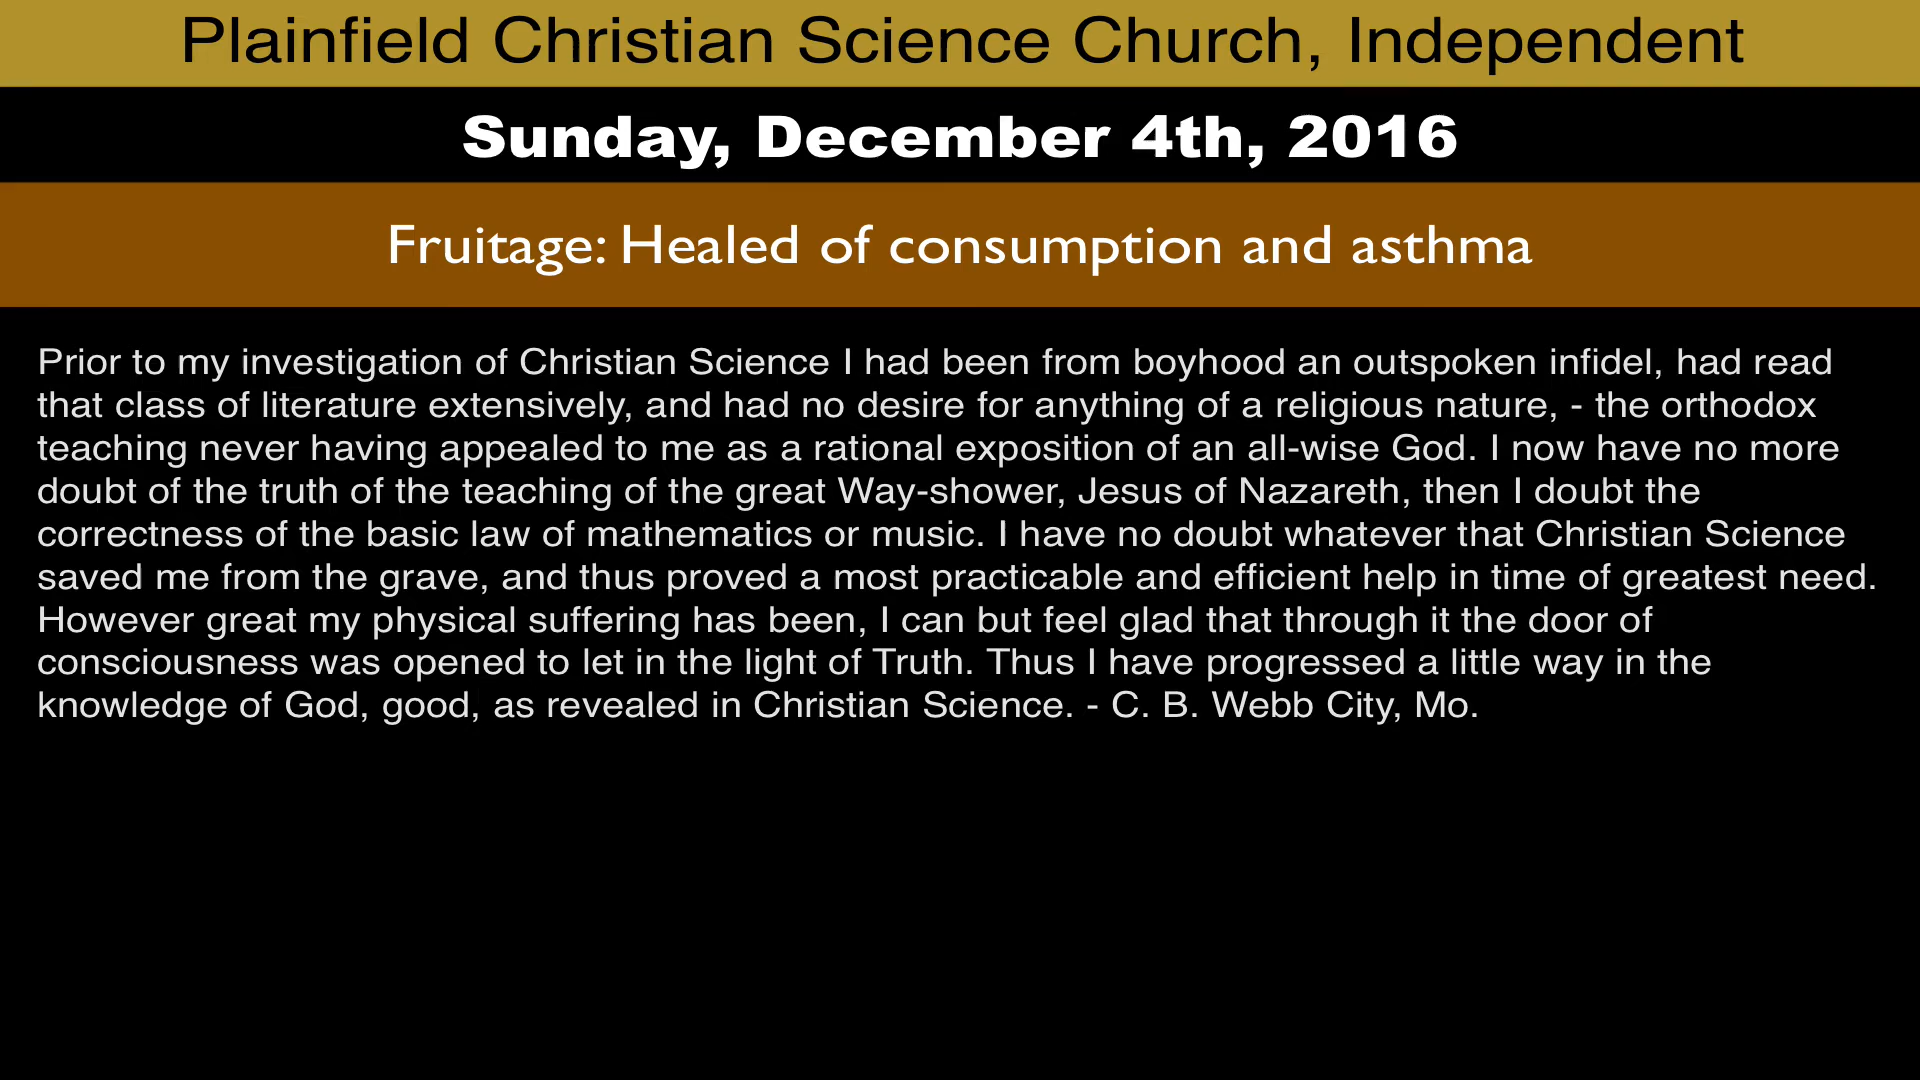 Plainfield Christian Science Church, Independent
Sunday, December 4th, 2016
Fruitage: Healed of consumption and asthma
Prior to my investigation of Christian Science I had been from boyhood an outspoken infidel, had read
that class of literature extensively, and had no desire for anything of a religious nature, - the orthodox
teaching never having appealed to me as a rational exposition of an all-wise God. I now have no more
doubt of the truth of the teaching of the great Way-shower, Jesus of Nazareth, then I doubt the
correctness of the basic law of mathematics or music. I have no doubt whatever that Christian Science
saved me from the grave, and thus proved a most practicable and efficient help in time of greatest need.
However great my physical suffering has been, I can but feel glad that through it the door of
consciousness was opened to let in the light of Truth. Thus I have progressed a little way in the
knowledge of God, good, as revealed in Christian Science. - C. B. Webb City, Mo.